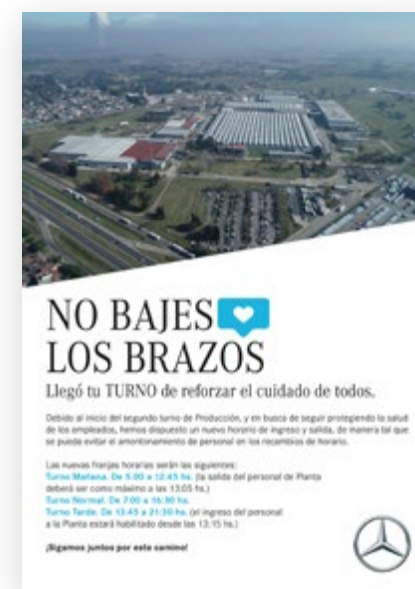 NO BAJES
LOS BRAZOS
Llegó tu TURNO de reforzar el cuidado de todos.
Debido al inicio del segundo turno de Producción, y en busca de seguir protegiendo la salud
de los empleados, hemos dispuesto un nuevo horario de ingreso y salida, de manera tal que
se pueda evitar el amontonamiento de personal en los recambios de horario.
Las nuevas franjas horarias serán las siguientes:
Turno Mañana. De 5:00 a 12:45 hs. (la salida del personal de Planta
deberá ser como máximo a las 13:05 hs.)
Turno Normal. De 7:00 a 16:30 hs.
Turno Tarde. De 13:45 a 21:30 hs. (el ingreso del personal
a la Planta estará habilitado desde las 13:15 hs.)
¡Sigamos juntos por este camino!